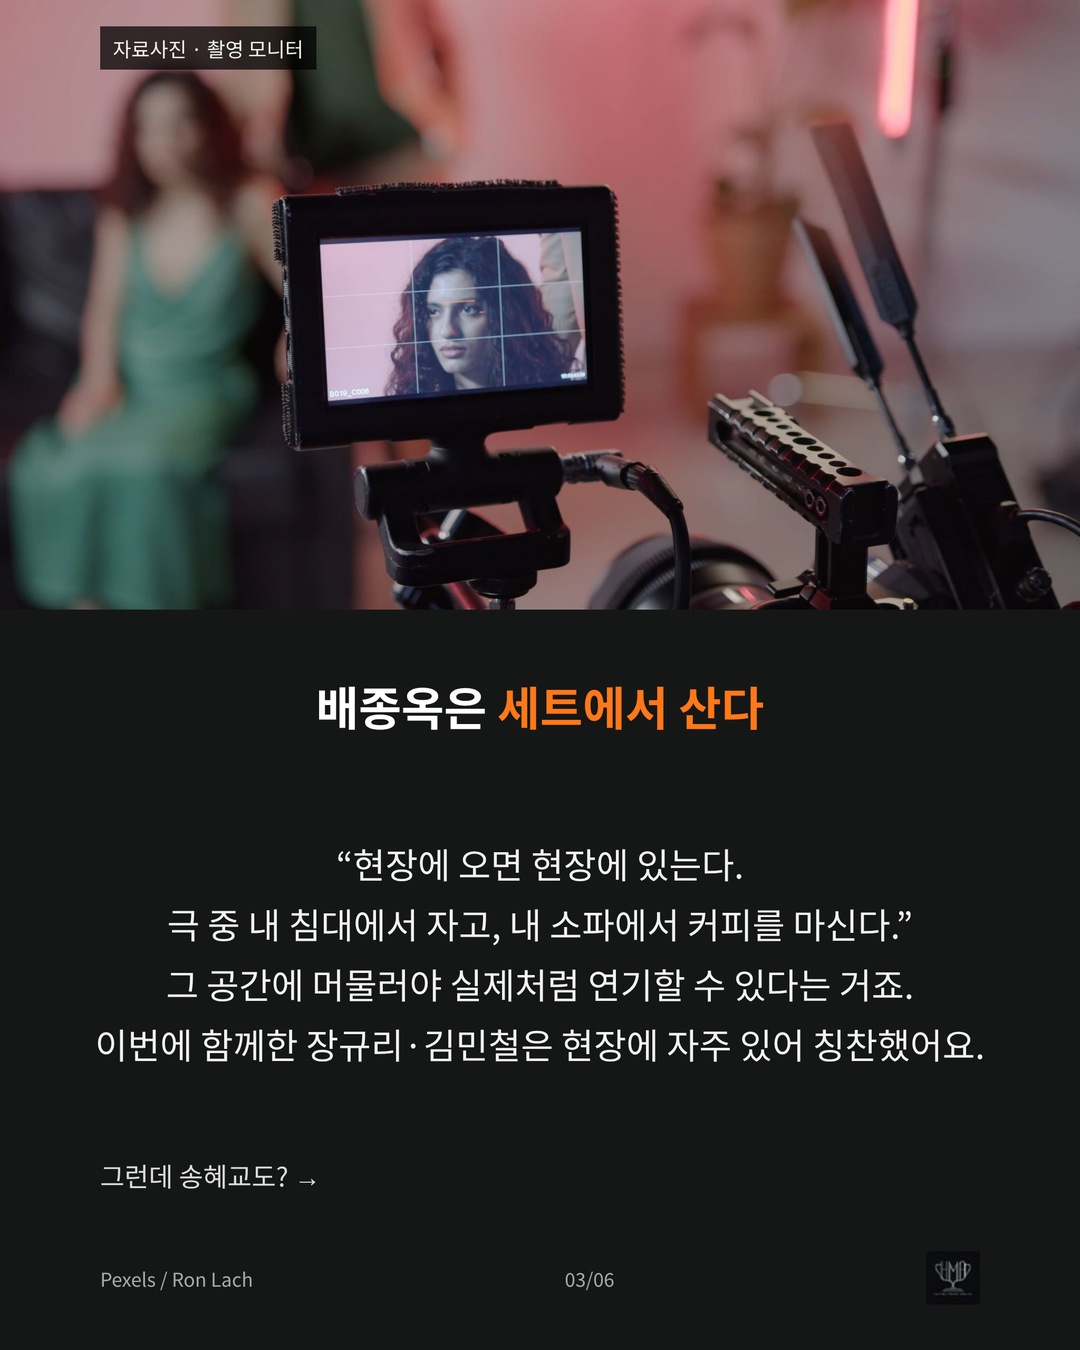 자료사진 · 촬영 모니터
B019_C006
배종옥은 세트에서 산다
“현장에 오면 현장에 있는다.
극 중 내 침대에서 자고, 내 소파에서 커피를 마신다.”
그 공간에 머물러야 실제처럼 연기할 수 있다는 거죠.
이번에 함께한 장규리·김민철은 현장에 자주 있어 칭찬했어요.
그런데 송혜교도? →
Pexels / Ron Lach
03/06